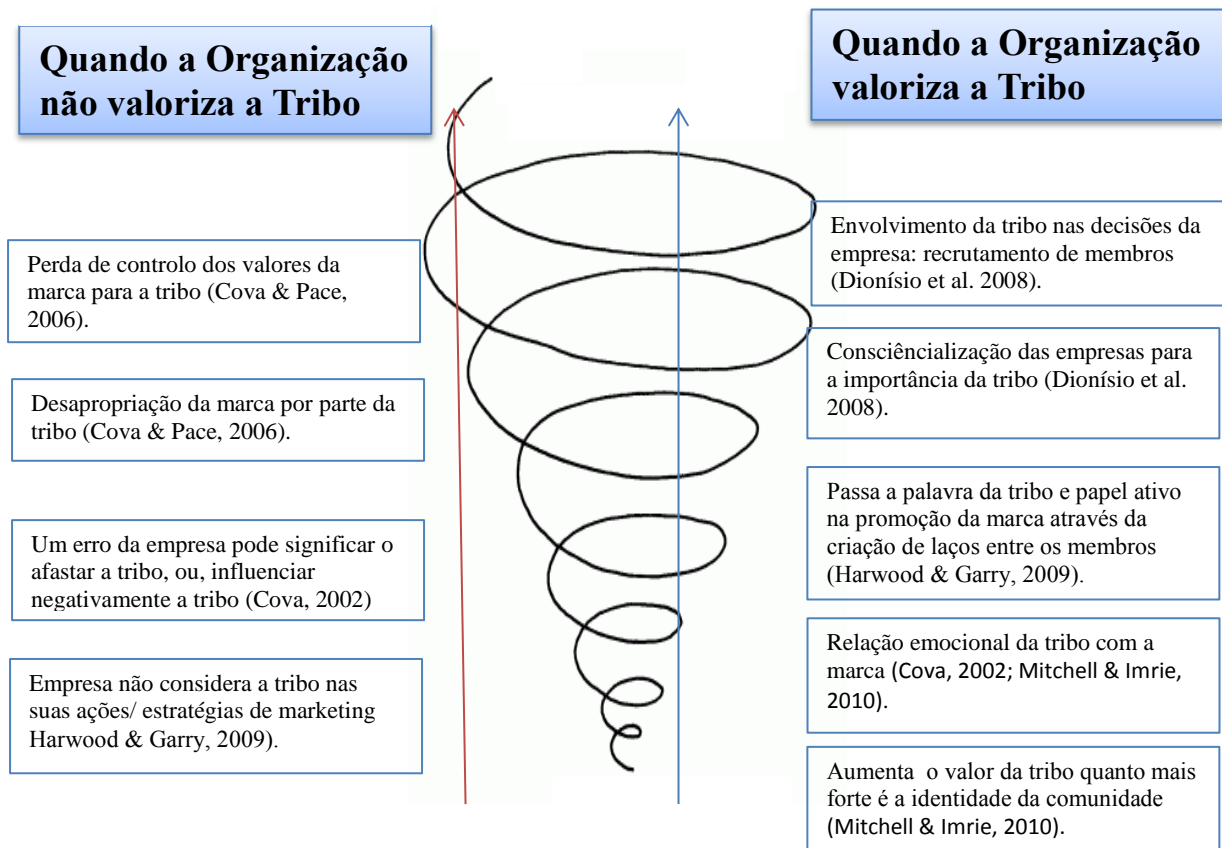 Quando a Organização
não valoriza a Tribo
Perda de controlo dos valores da
marca para a tribo (Cova & Pace,
2006).
Desapropriação da marca por parte da
tribo (Cova & Pace, 2006).
Um erro da empresa pode significar o
afastar a tribo, ou, influenciar
negativamente a tribo (Cova, 2002)
Empresa não considera a tribo nas
suas ações/ estratégias de marketing
Harwood & Garry, 2009).
Quando a Organização
valoriza a Tribo
Envolvimento da tribo nas decisões da
empresa: recrutamento de membros
(Dionísio et al. 2008).
Consciêncialização das empresas para
a importância da tribo (Dionísio et al.
2008).
Passa a palavra da tribo e papel ativo
na promoção da marca através da
criação de laços entre os membros
(Harwood & Garry, 2009).
Relação emocional da tribo com a
marca (Cova, 2002; Mitchell & Imrie,
2010).
Aumenta o valor da tribo quanto mais
forte é a identidade da comunidade
(Mitchell & Imrie, 2010).